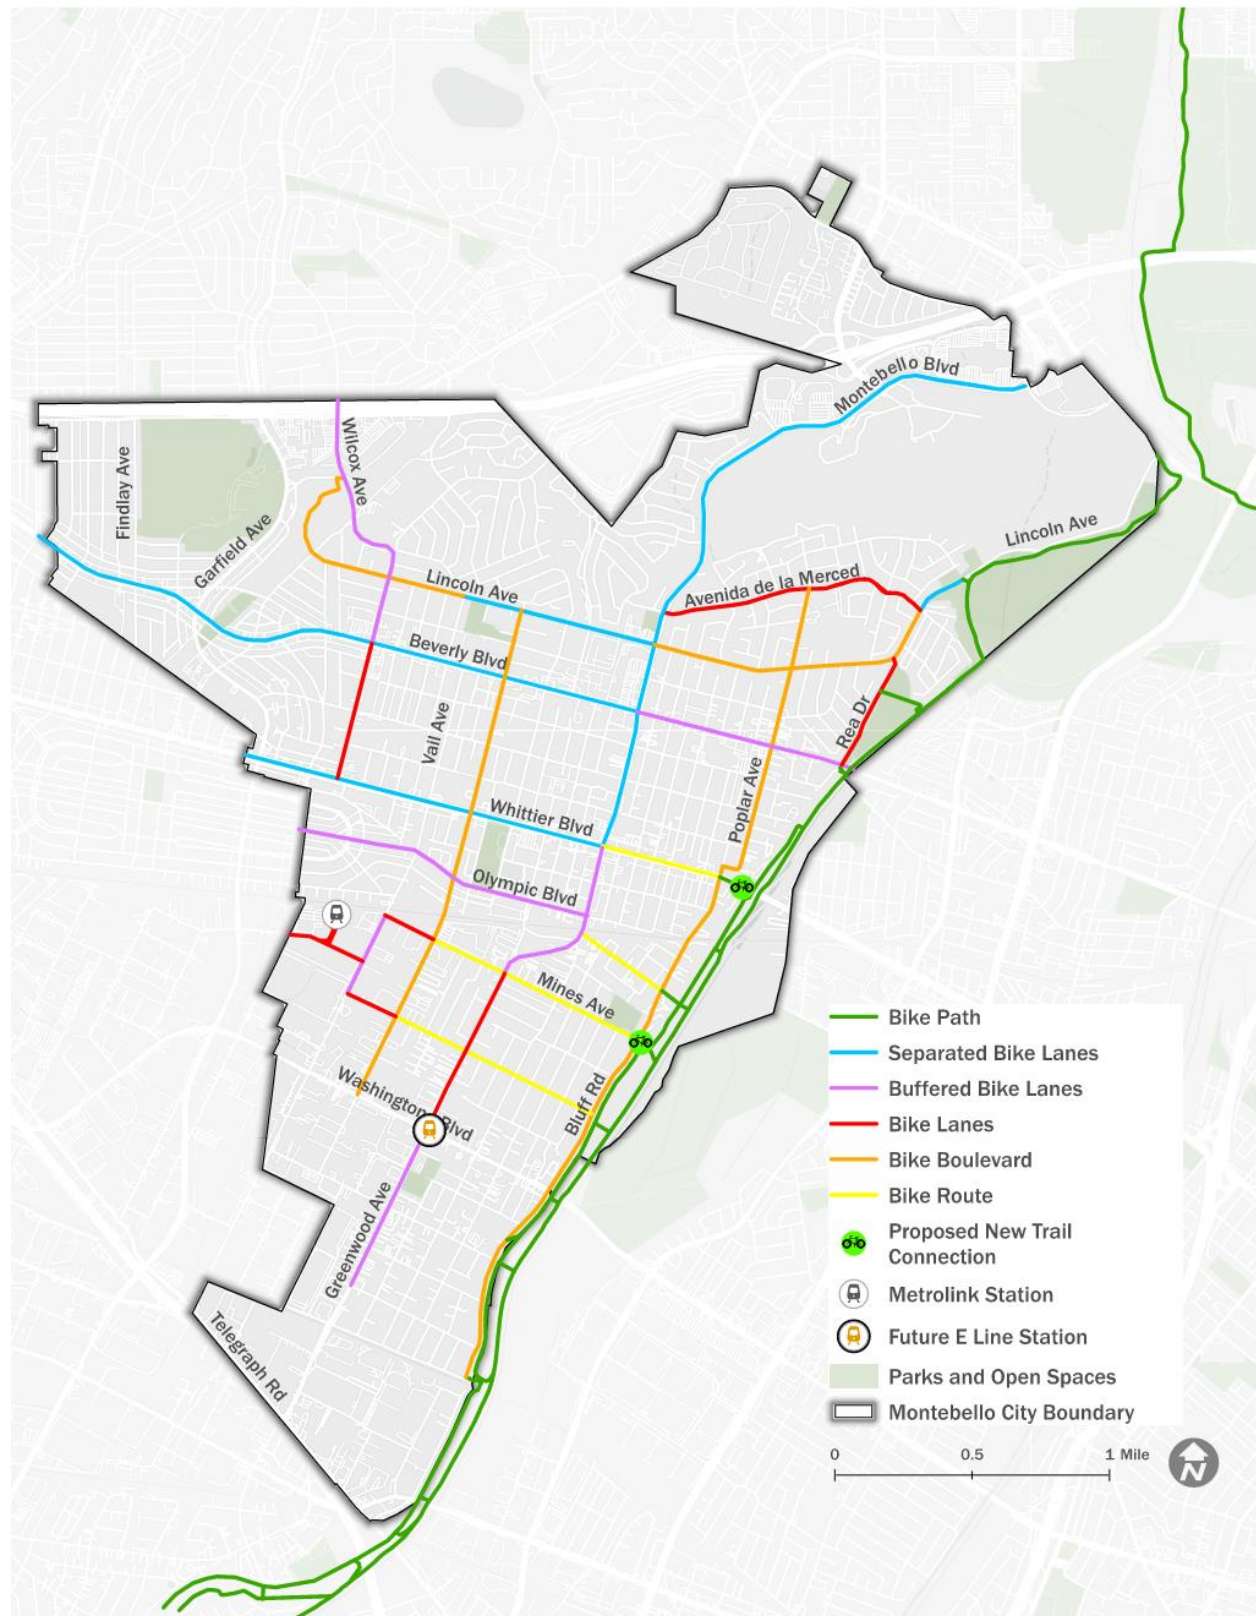 Montebello Blvd
Wilcox Ave
Findlay Ave
Garfield Ave
Lincoln Ave
Lincoln Ave
Avenida de la Merced
Beverly Blvd
Rea Dr
Vail Ave
Poplar Ave
Whittier Blvd
Olympic Blvd
Mines Ave
Washington Blvd
Bluff Rd
Greenwood Ave
Telegraph Rd
Bike Path
Separated Bike Lanes
Buffered Bike Lanes
Bike Lanes
Bike Boulevard
Bike Route
Proposed New Trail
Connection
Metrolink Station
Future E Line Station
Parks and Open Spaces
Montebello City Boundary
0 0.5 1 Mile
N